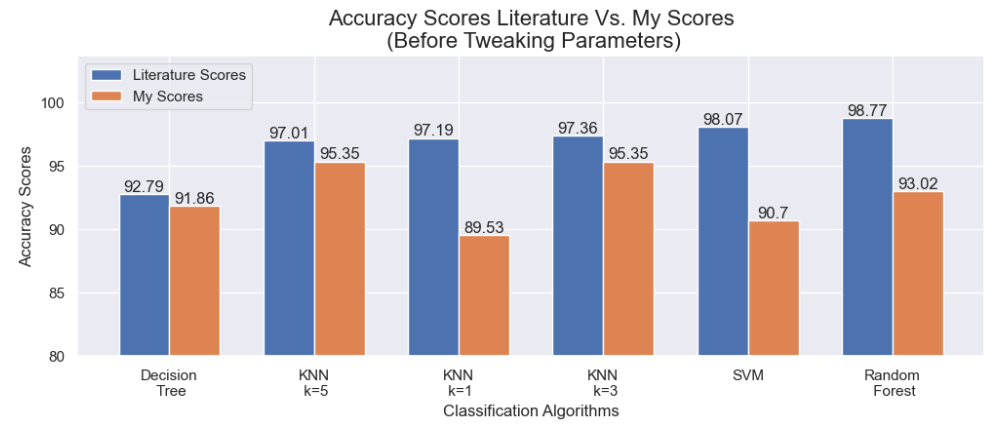 Accuracy Scores Literature Vs. My Scores
(Before Tweaking Parameters)
Literature Scores
My Scores
Accuracy Scores
100
95
90
85
80
92.79
91.86
97.01
95.35
97.19
89.53
97.36
95.35
98.07
90.7
98.77
93.02
Decision
Tree
KNN
k=5
KNN
k=1
KNN
k=3
SVM
Random
Forest
Classification Algorithms